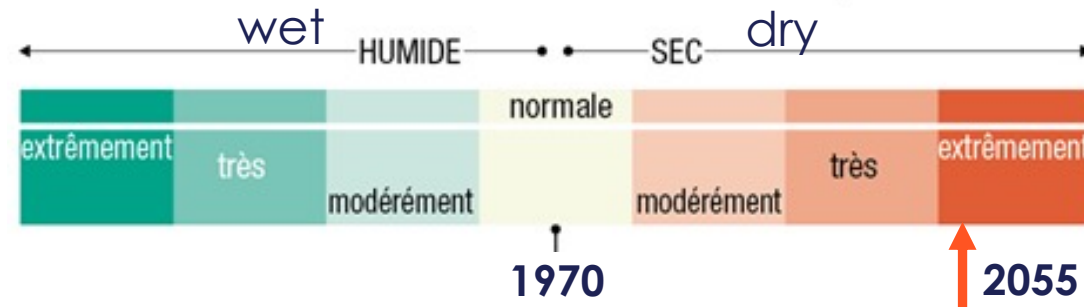 wet dry
HUMIDE SEC
normale
extrêmement très modérément modérément très extrêmement
1970 2055